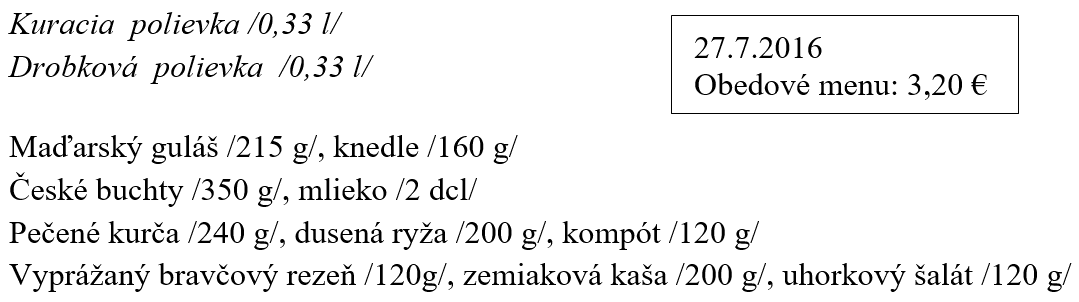 Kuracia polievka /0,33 l/
Drobková polievka /0,33 l/
27.7.2016
Obedové menu: 3,20 €
Maďarský guláš /215 g/, knedle /160 g/
České buchty /350 g/, mlieko /2 dcl/
Pečené kurča /240 g/, dusená ryža /200 g/, kompót /120 g/
Vyprážaný bravčový rezeň /120g/, zemiaková kaša /200 g/, uhorkový šalát /120 g/